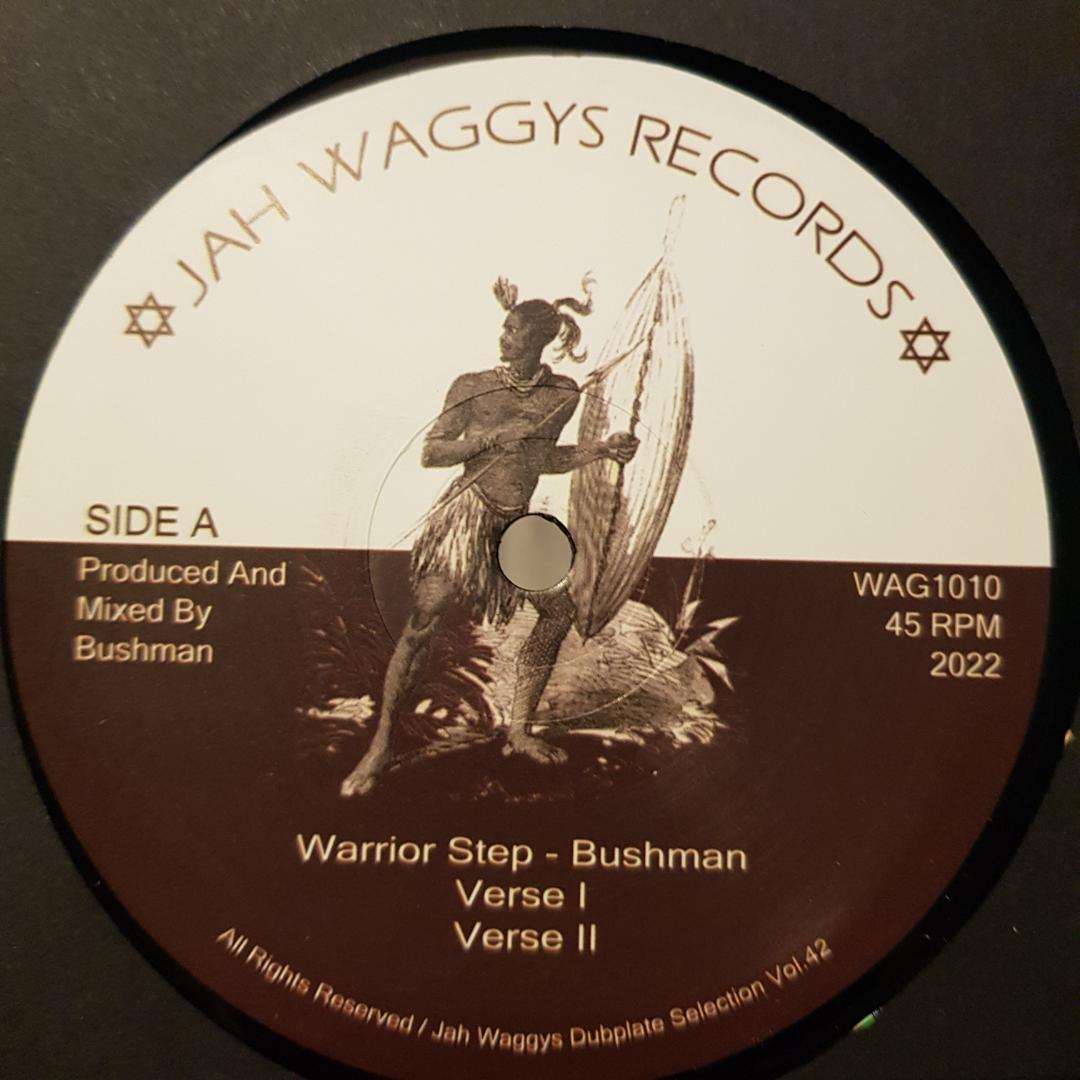 JAH WAGGYS RECORDS
SIDE A
Produced And
Mixed By
Bushman
WAG1010
45 RPM
2022
Warrior Step - Bushman
Verse I
Verse II
All Rights Reserved / Jah Waggys Dubplate Selection Vol.42